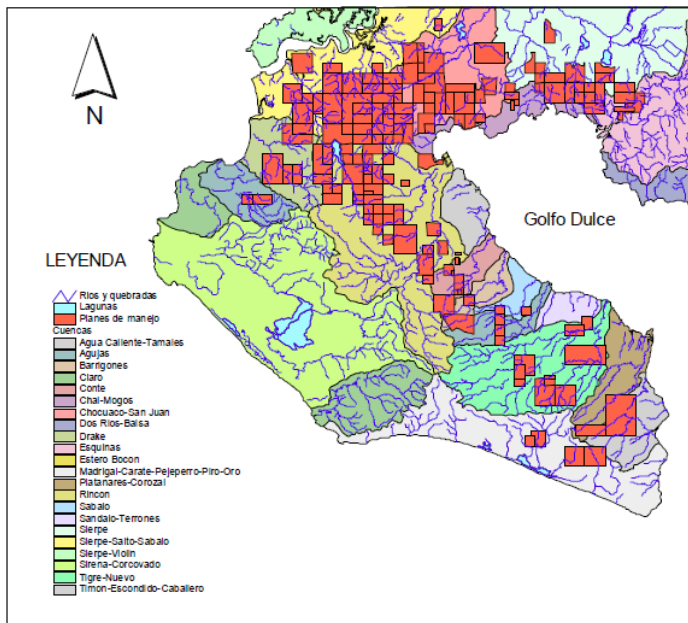 N
Golfo Dulce
LEYENDA
Ríos y quebradas
Lagunas
Planes de manejo
Cuencas
Agua Caliente-Tamales
Agujas
Barrigones
Claro
Conte
Chal-Mogos
Chocuaco-San Juan
Dos Rios-Balsa
Drake
Esquinas
Estero Bocon
Madrigal-Carate-Pejeperro-Piro-Oro
Platanares-Corozal
Rincon
Sabalo
Sandalo-Terrones
Sierpe
Sierpe-Salto-Sabalo
Sierpe-Violin
Sirena-Corcovado
Tigre-Nuevo
Timon-Escondido-Caballero